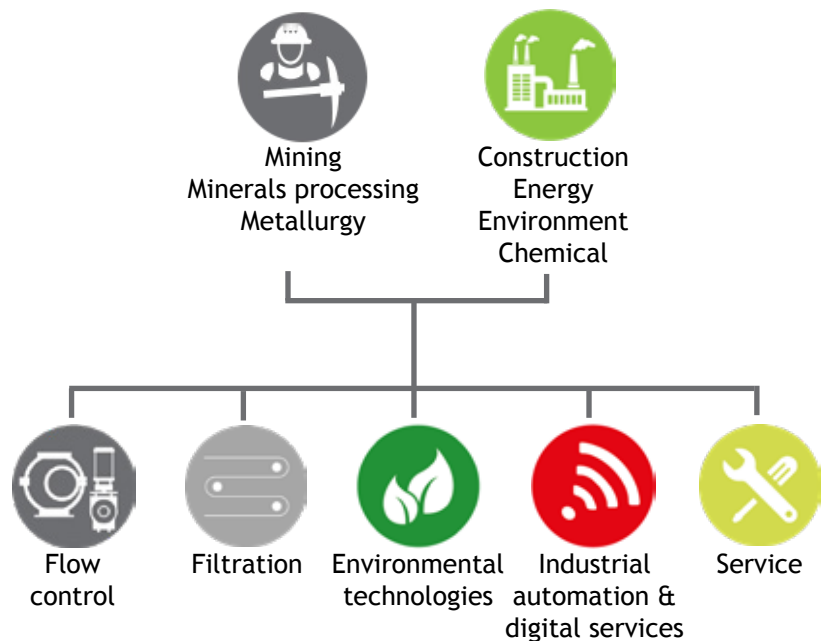 Mining
Minerals processing
Metallurgy
Construction
Energy
Environment
Chemical
Flow
control
Filtration
Environmental
technologies
Industrial
automation &
digital services
Service